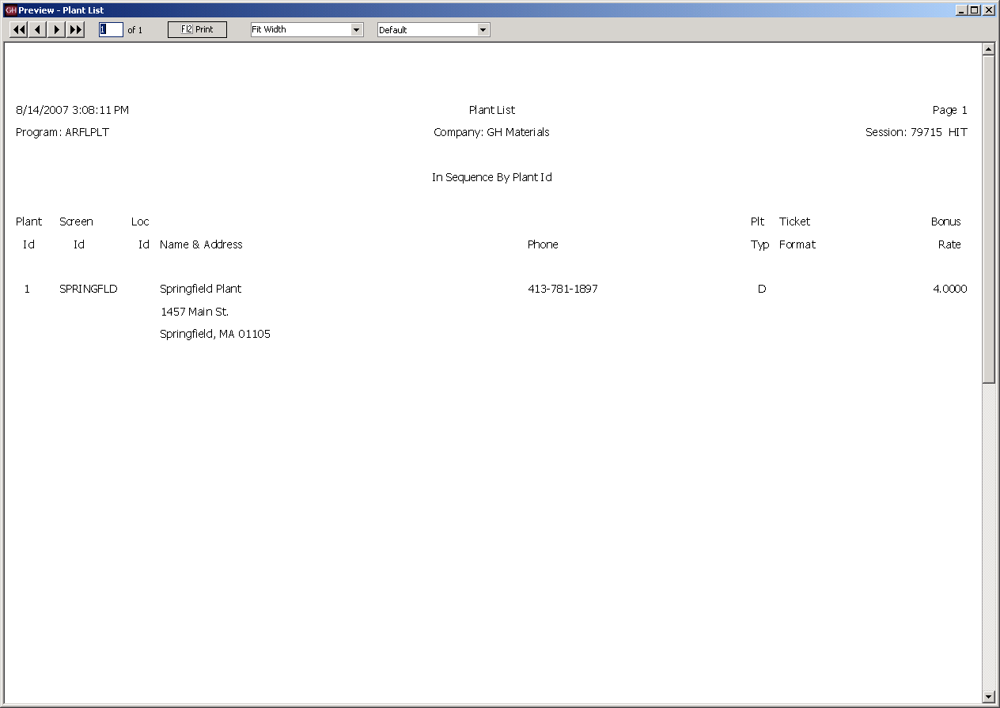 GH Preview - Plant List
1 of 1 F12 Print Fit Width Default
8/14/2007 3:08:11 PM Plant List Page 1
Program: ARFLPLT Company: GH Materials Session: 79715 HIT
In Sequence By Plant Id
Plant Screen Loc Plt Ticket Bonus
Id Id Id Name & Address Phone Typ Format Rate
1 SPRINGFLD Springfield Plant 413-781-1897 D 4.0000
1457 Main St.
Springfield, MA 01105